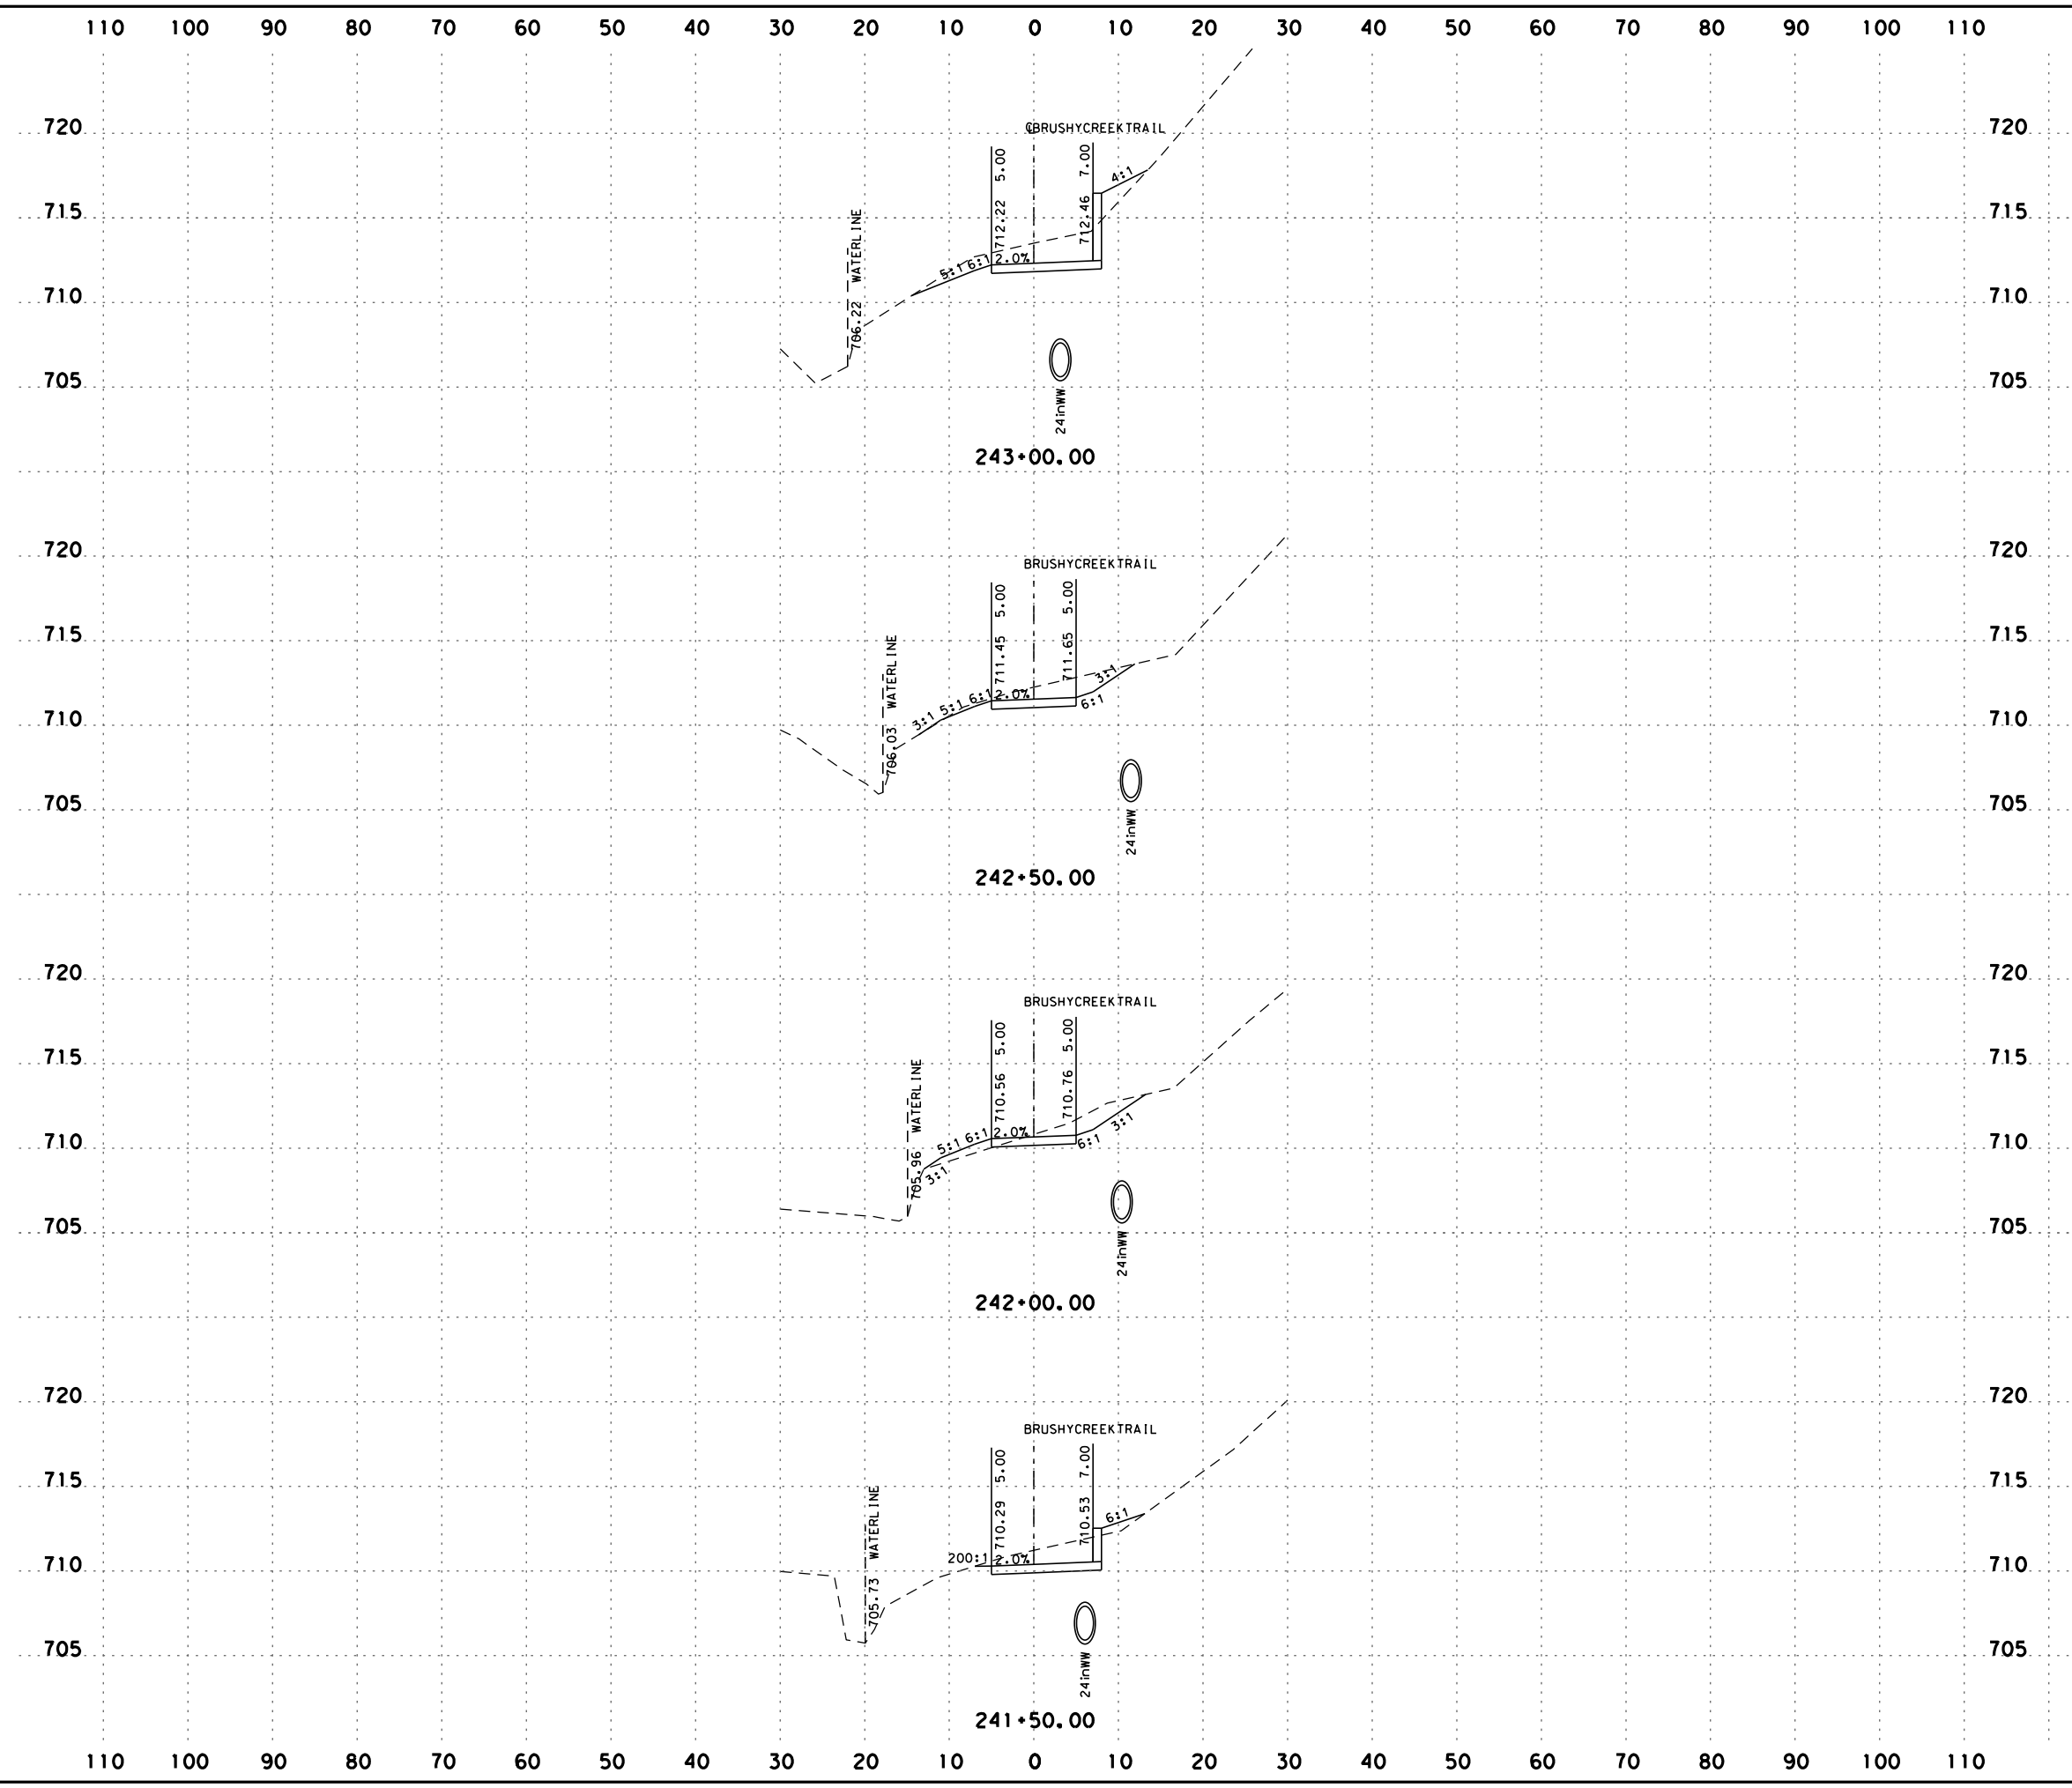 110 100 90 80 70 60 50 40 30 20 10 0 10 20 30 40 50 60 70 80 90 100 110
720 720
℄BRUSHYCREEKTRAIL
5.00 7.00
4:1
715 715
712.22 712.46
WATERLINE
5:1 6:1 2.0%
710 710
706.22
705 705
24inWW
243+00.00
720 720
BRUSHYCREEKTRAIL
5.00 5.00
715 715
711.45 711.65
WATERLINE
3:1 5:1 6:1 2.0% 3:1
6:1
710 710
706.03
705 705
24inWW
242+50.00
720 720
BRUSHYCREEKTRAIL
5.00 5.00
715 715
710.56 710.76
WATERLINE
5:1 6:1 2.0% 6:1 3:1
710 710
705.96 3:1
705 705
24inWW
242+00.00
720 720
BRUSHYCREEKTRAIL
5.00 7.00
715 715
710.29 710.53
6:1
WATERLINE
200:1 2.0%
710 710
705.73
705 705
24inWW
241+50.00
110 100 90 80 70 60 50 40 30 20 10 0 10 20 30 40 50 60 70 80 90 100 110